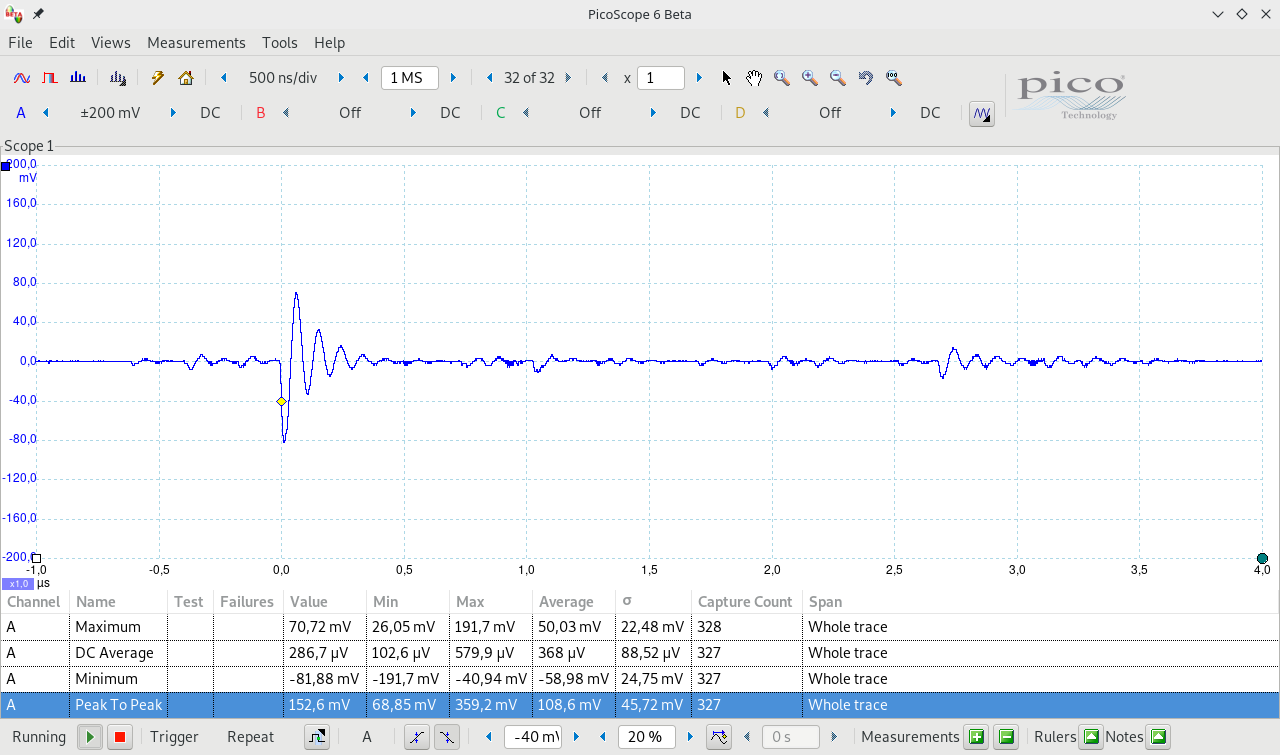 BETA
PicoScope 6 Beta
File Edit Views Measurements Tools Help
500 ns/div 1 MS 32 of 32 x 1
pico
Technology
A ±200 mV DC B Off DC C Off DC D Off DC
Scope 1
200,0
mV
160,0
120,0
80,0
40,0
0,0
-40,0
-80,0
-120,0
-160,0
-200,0
-1,0 -0,5 0,0 0,5 1,0 1,5 2,0 2,5 3,0 3,5 4,0
x1,0 µs
Channel Name Test Failures Value Min Max Average σ Capture Count Span
A Maximum 70,72 mV 26,05 mV 191,7 mV 50,03 mV 22,48 mV 328 Whole trace
A DC Average 286,7 µV 102,6 µV 579,9 µV 368 µV 88,52 µV 327 Whole trace
A Minimum -81,88 mV -191,7 mV -40,94 mV -58,98 mV 24,75 mV 327 Whole trace
A Peak To Peak 152,6 mV 68,85 mV 359,2 mV 108,6 mV 45,72 mV 327 Whole trace
Running Trigger Repeat A -40 mV 20 % 0 s Measurements Rulers Notes